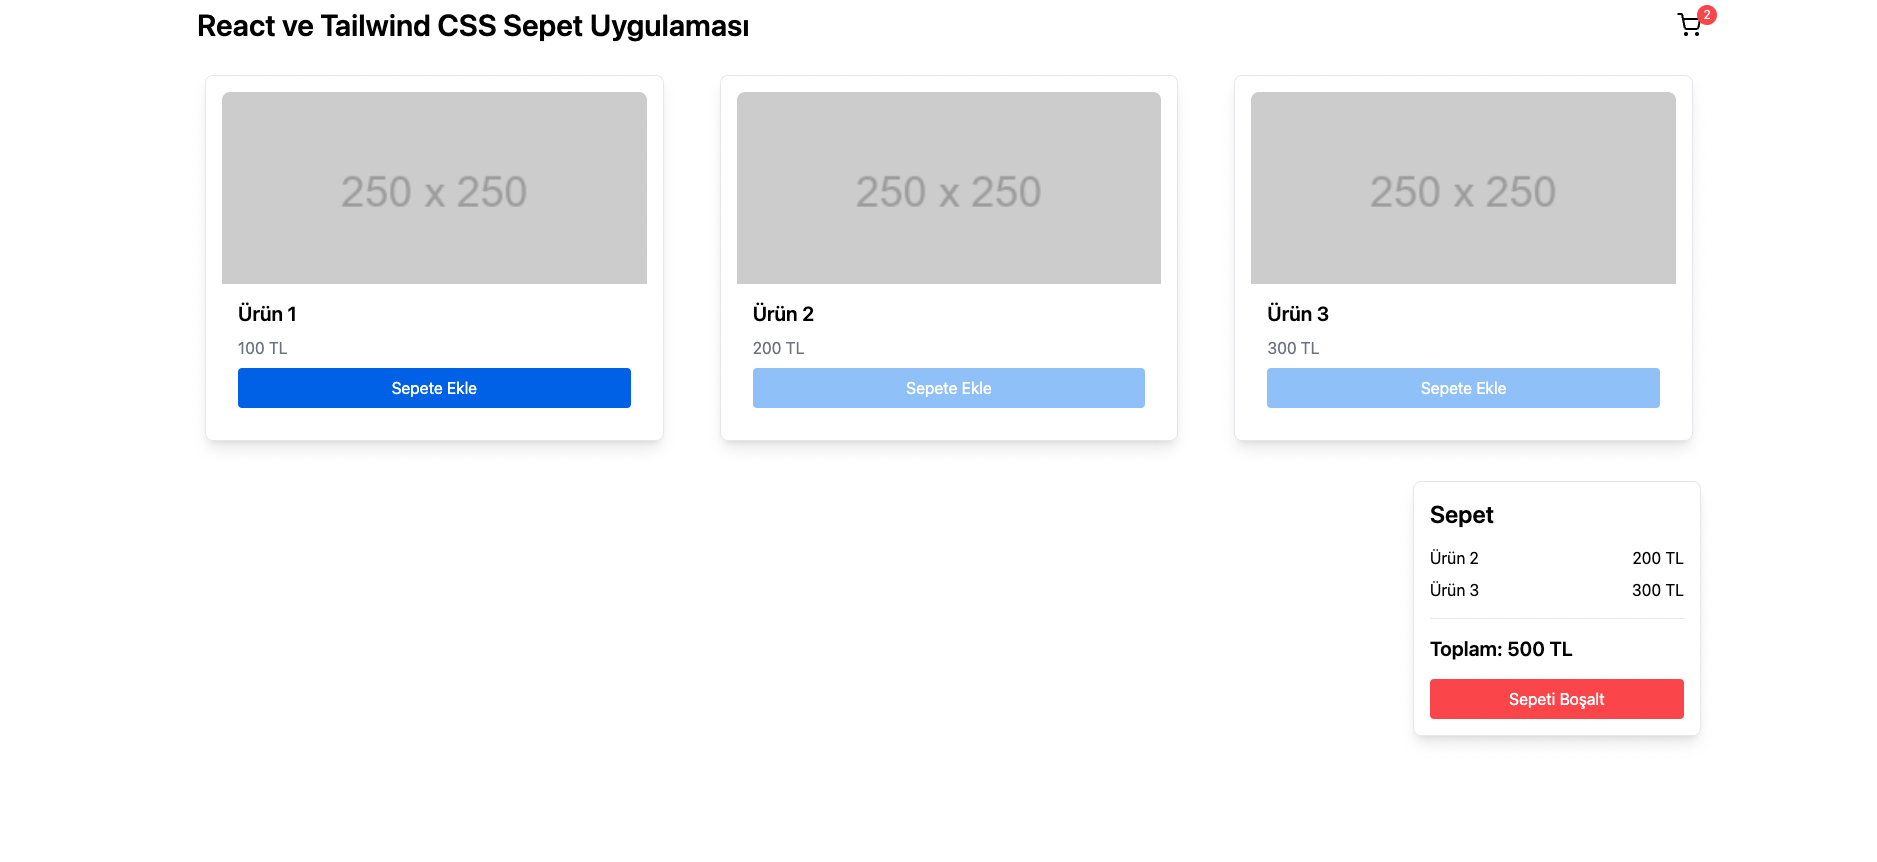 React ve Tailwind CSS Sepet Uygulaması
2
250 x 250
Ürün 1
100 TL
Sepete Ekle
250 x 250
Ürün 2
200 TL
Sepete Ekle
250 x 250
Ürün 3
300 TL
Sepete Ekle
Sepet
Ürün 2 200 TL
Ürün 3 300 TL
Toplam: 500 TL
Sepeti Boşalt